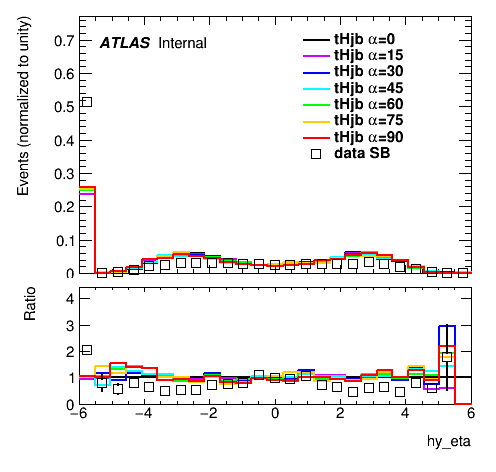 ATLAS Internal
tHjb α=0
tHjb α=15
tHjb α=30
tHjb α=45
tHjb α=60
tHjb α=75
tHjb α=90
data SB
Events (normalized to unity)
0.7
0.6
0.5
0.4
0.3
0.2
0.1
0
Ratio
4
3
2
1
0
−6 −4 −2 0 2 4 6
hy_eta